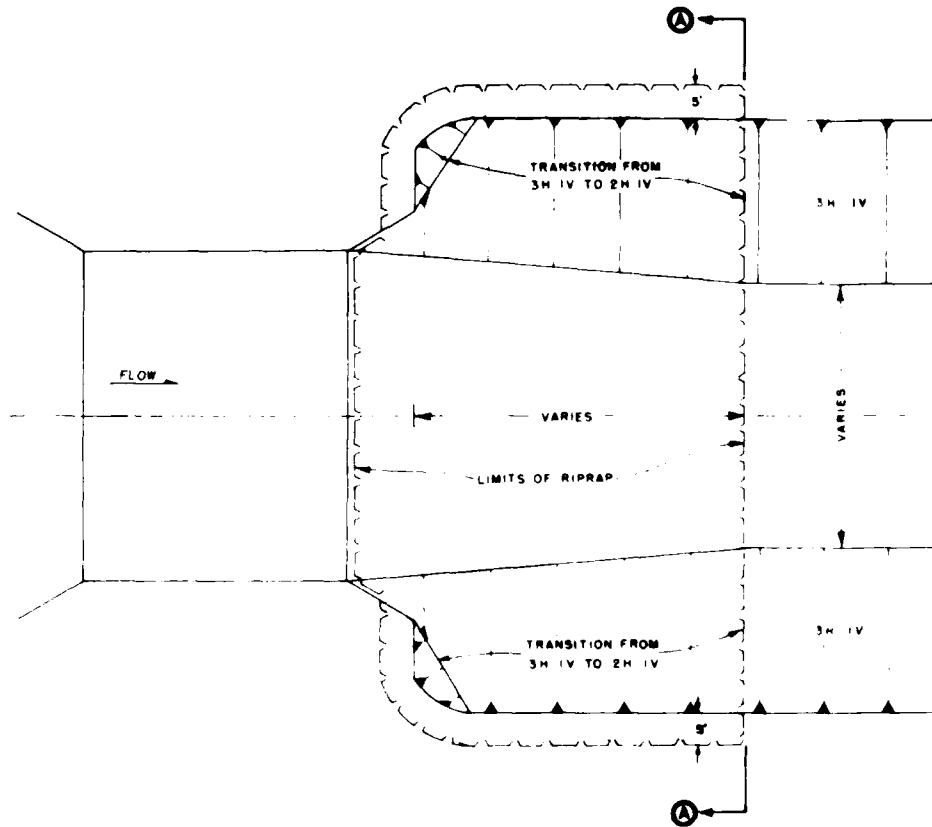 A
5'
TRANSITION FROM
3H 1V TO 2H 1V
3H 1V
FLOW
VARIES
VARIES
LIMITS OF RIPRAP
TRANSITION FROM
3H 1V TO 2H 1V
3H 1V
A